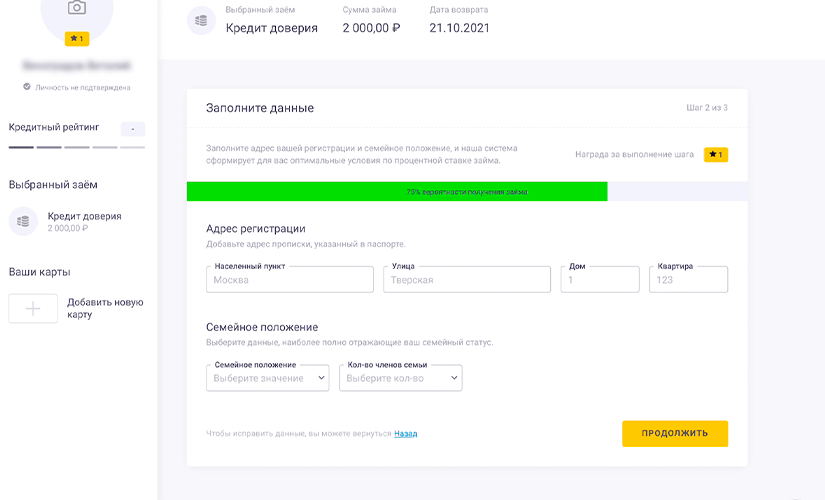 Выбранный заём
Сумма займа
Дата возврата
Кредит доверия
2 000,00 ₽
21.10.2021
1
Личность не подтверждена
Кредитный рейтинг
-
Выбранный заём
Кредит доверия
2 000,00 ₽
Ваши карты
Добавить новую
карту
Заполните данные
Шаг 2 из 3
Заполните адрес вашей регистрации и семейное положение, и наша система
сформирует для вас оптимальные условия по процентной ставке займа.
Награда за выполнение шага
1
75% вероятности получения займа
Адрес регистрации
Добавьте адрес прописки, указанный в паспорте.
Населенный пункт
Улица
Дом
Квартира
Москва
Тверская
1
123
Семейное положение
Выберите данные, наиболее полно отражающие ваш семейный статус.
Семейное положение
Кол-во членов семьи
Выберите значение
Выберите кол-во
Чтобы исправить данные, вы можете вернуться Назад
ПРОДОЛЖИТЬ